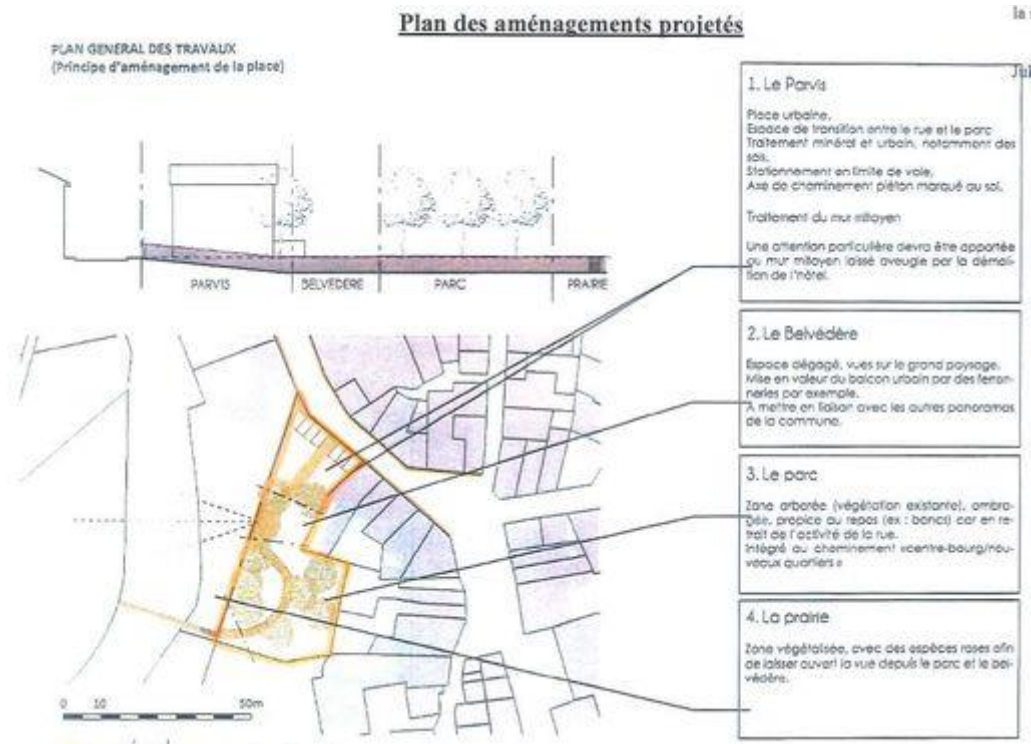 Plan des aménagements projetés
la
PLAN GENERAL DES TRAVAUX
(Principe d'aménagement de la place)
PARVIS
BELVEDERE
PARC
PRAIRIE
0 10 50m
1. Le Parvis
Place urbaine.
Espace de transition entre le rue et le parc
Traitement minéral et urbain, notamment des
sols.
Stationnement en limite de voie.
Axe de cheminement piéton marqué au sol.
Traitement du mur mitoyen
Une attention particulière devra être apportée
au mur mitoyen laissé aveugle par la démoli-
tion de l'hôtel.
2. Le Belvédère
Espace dégagé, vues sur le grand paysage.
Mise en valeur du balcon urbain par des ferron-
neries par exemple.
A mettre en liaison avec les autres panoramas
de la commune.
3. Le parc
Zone arborée (végétation existante), ombra-
gée, propice au repos (ex : bancs) car en re-
trait de l'activité de la rue.
Intégré au cheminement «centre-bourg/nou-
veaux quartiers »
4. La prairie
Zone végétalisée, avec des espèces rases afin
de laisser ouvert la vue depuis le parc et le bel-
védère.